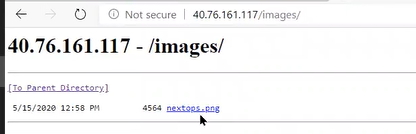 Not secure | 40.76.161.117/images/
40.76.161.117 - /images/
[To Parent Directory]
5/15/2020 12:58 PM 4564 nextops.png